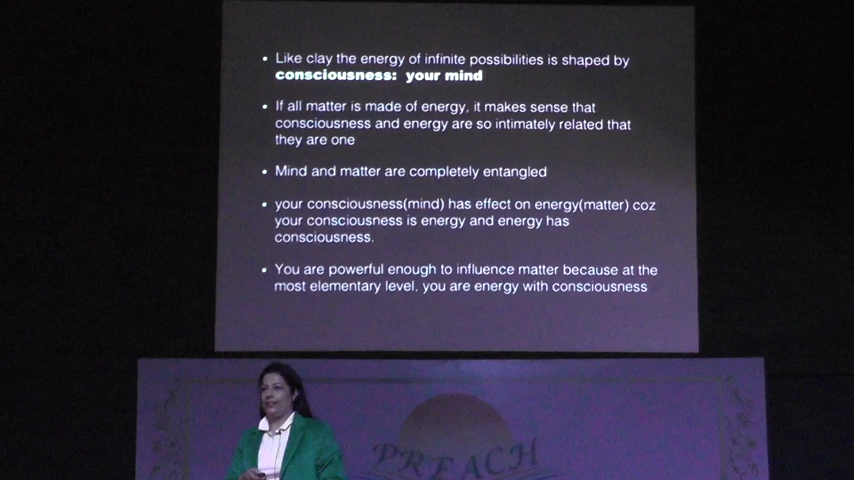 • Like clay the energy of infinite possibilities is shaped by
consciousness: your mind
• If all matter is made of energy, it makes sense that
consciousness and energy are so intimately related that
they are one
• Mind and matter are completely entangled
• your consciousness(mind) has effect on energy(matter) coz
your consciousness is energy and energy has
consciousness.
• You are powerful enough to influence matter because at the
most elementary level, you are energy with consciousness
PREACH